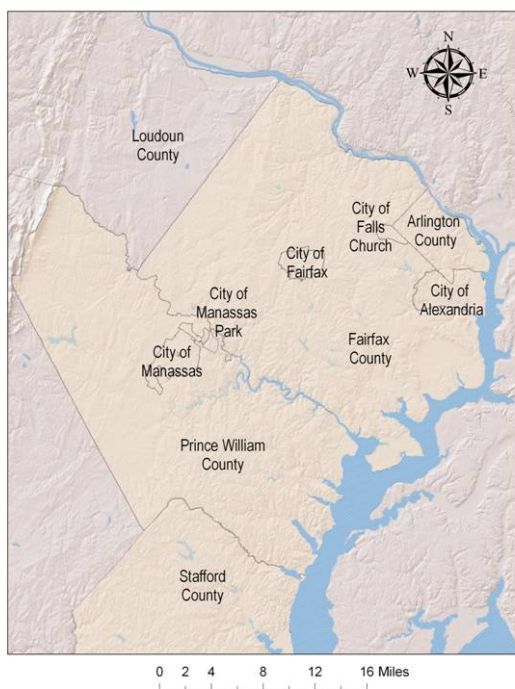 N
W E
S
Loudoun
County
City of
Falls
Church
Arlington
County
City of
Fairfax
City of
Alexandria
City of
Manassas
Park
Fairfax
County
City of
Manassas
Prince William
County
Stafford
County
0 2 4 8 12 16 Miles